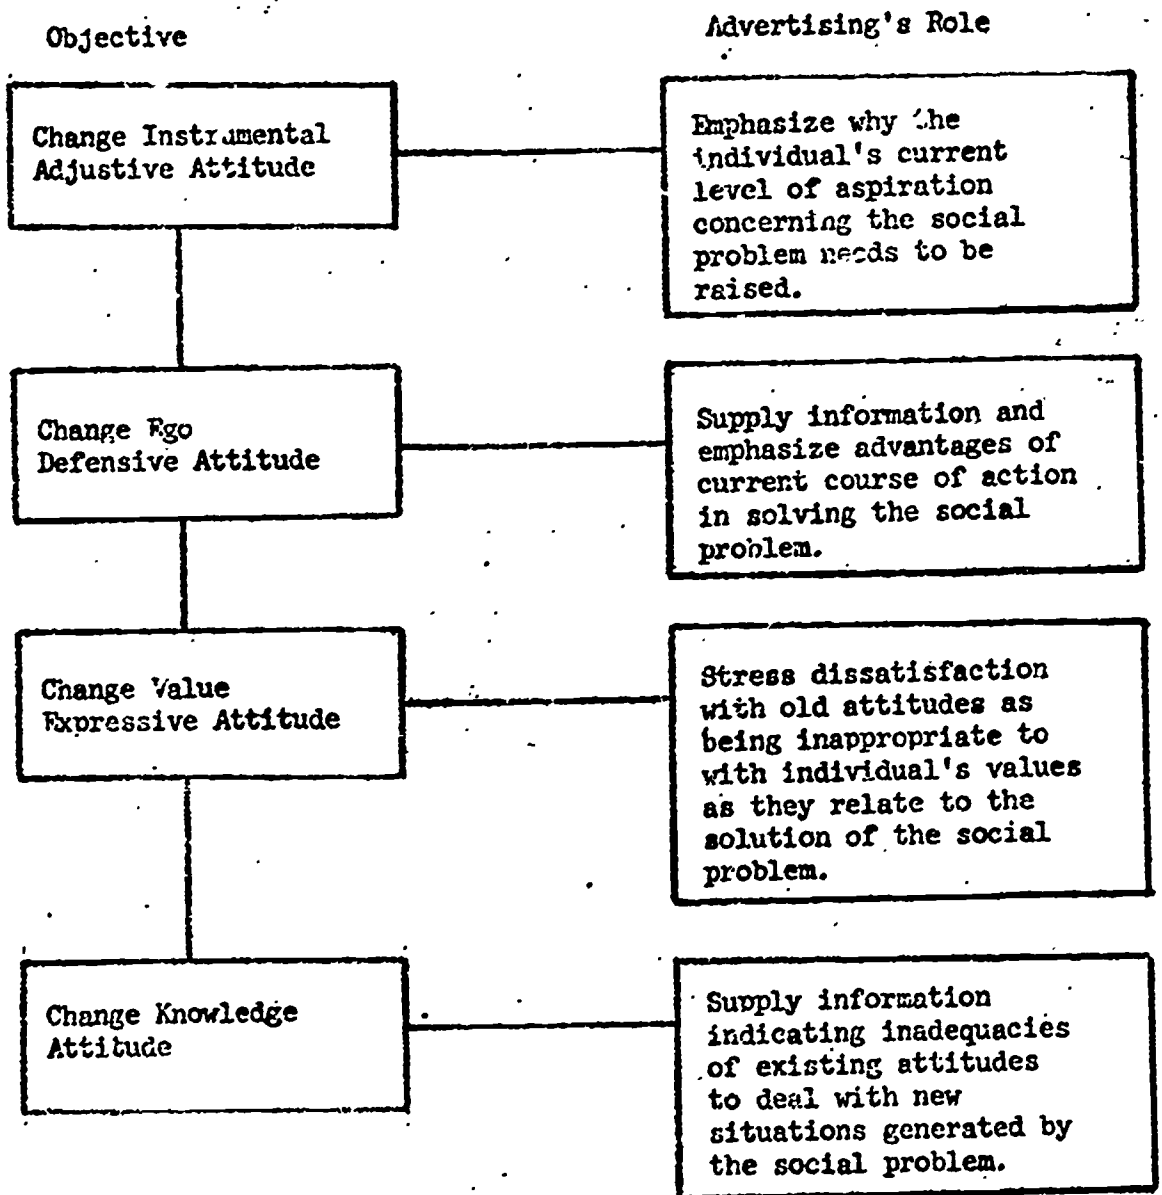 Objective
Advertising's Role
Change Instrumental
Adjustive Attitude
Emphasize why the
individual's current
level of aspiration
concerning the social
problem needs to be
raised.
Change Ego
Defensive Attitude
Supply information and
emphasize advantages of
current course of action
in solving the social
problem.
Change Value
Expressive Attitude
Stress dissatisfaction
with old attitudes as
being inappropriate to
with individual's values
as they relate to the
solution of the social
problem.
Change Knowledge
Attitude
Supply information
indicating inadequacies
of existing attitudes
to deal with new
situations generated by
the social problem.